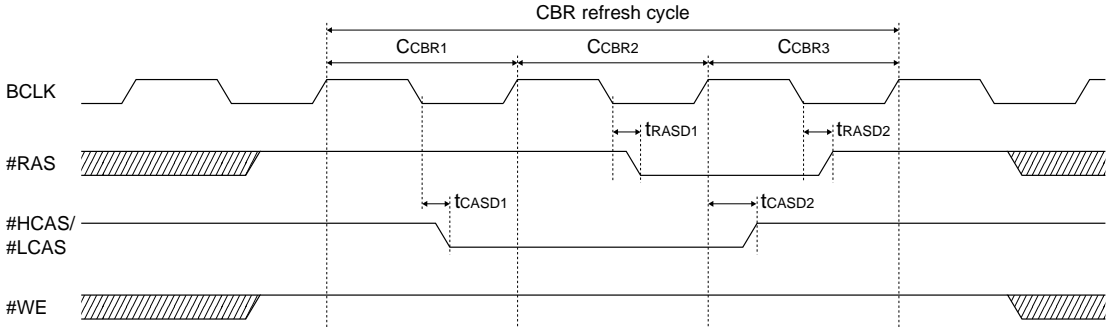 CBR refresh cycle
CCBR1 CCBR2 CCBR3
BCLK
tRASD1 tRASD2
#RAS
tCASD1 tCASD2
#HCAS/
#LCAS
#WE